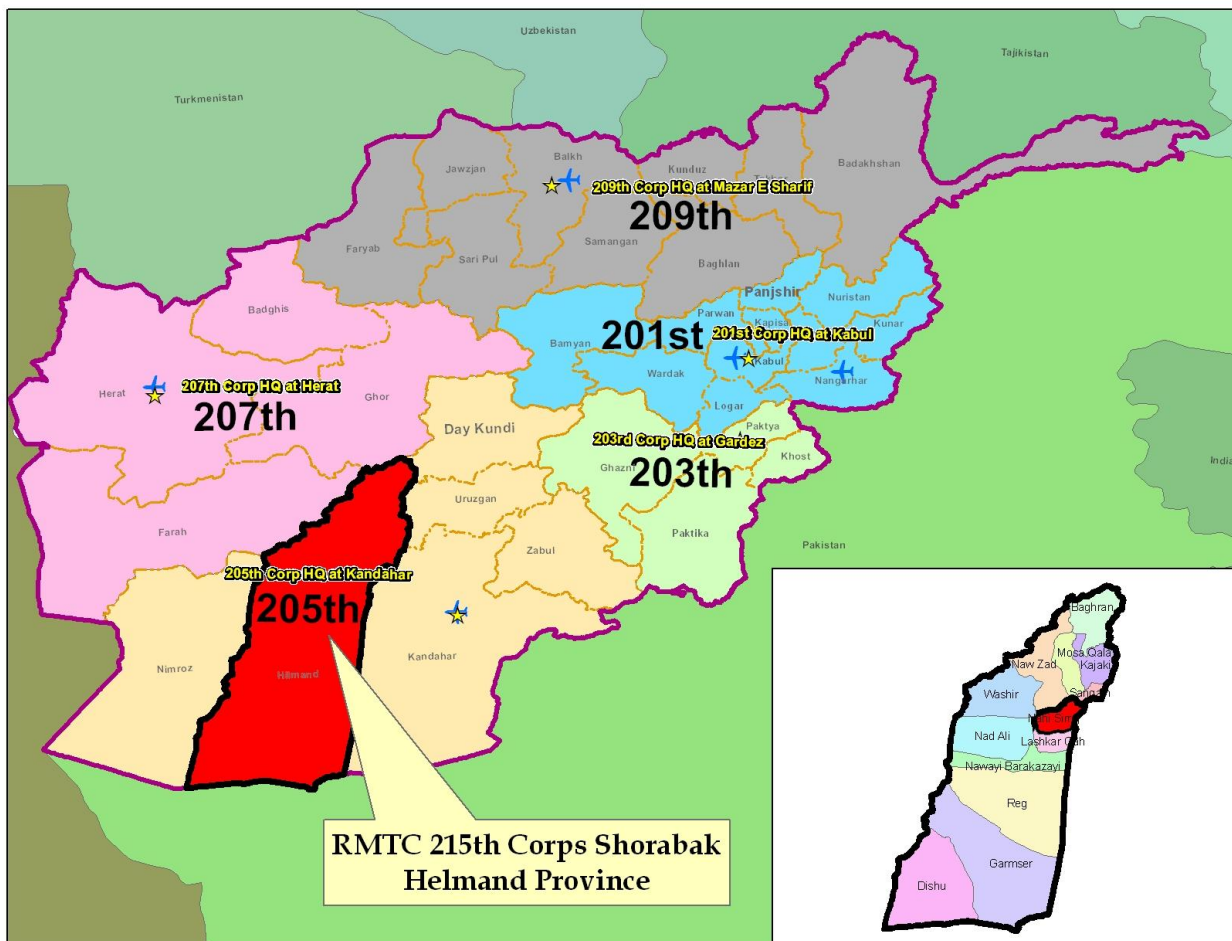 Uzbekistan
Tajikistan
Turkmenistan
Balkh
Jawzjan
Kunduz
Badakhshan
209th Corp HQ at Mazar E Sharif
209th
Faryab
Samangan
Sari Pul
Baghlan
Panjshir
Nuristan
Badghis
Parwan
Kapisa
Kunar
201st
201st Corp HQ at Kabul
Bamyan
Kabul
Wardak
Nangarhar
207th Corp HQ at Herat
Herat
Ghor
207th
Logar
Day Kundi
Paktya
203rd Corp HQ at Gardez
Khost
Ghazni
203th
India
Uruzgan
Paktika
Farah
Zabul
Pakistan
205th Corp HQ at Kandahar
205th
Kandahar
Nimroz
Hilmand
RMTC 215th Corps Shorabak
Helmand Province
Baghran
Mosa Qala
Naw Zad
Kajaki
Washir
Sangin
Nad Ali
Lashkar Gah
Nawayi Barakazayi
Reg
Garmser
Dishu